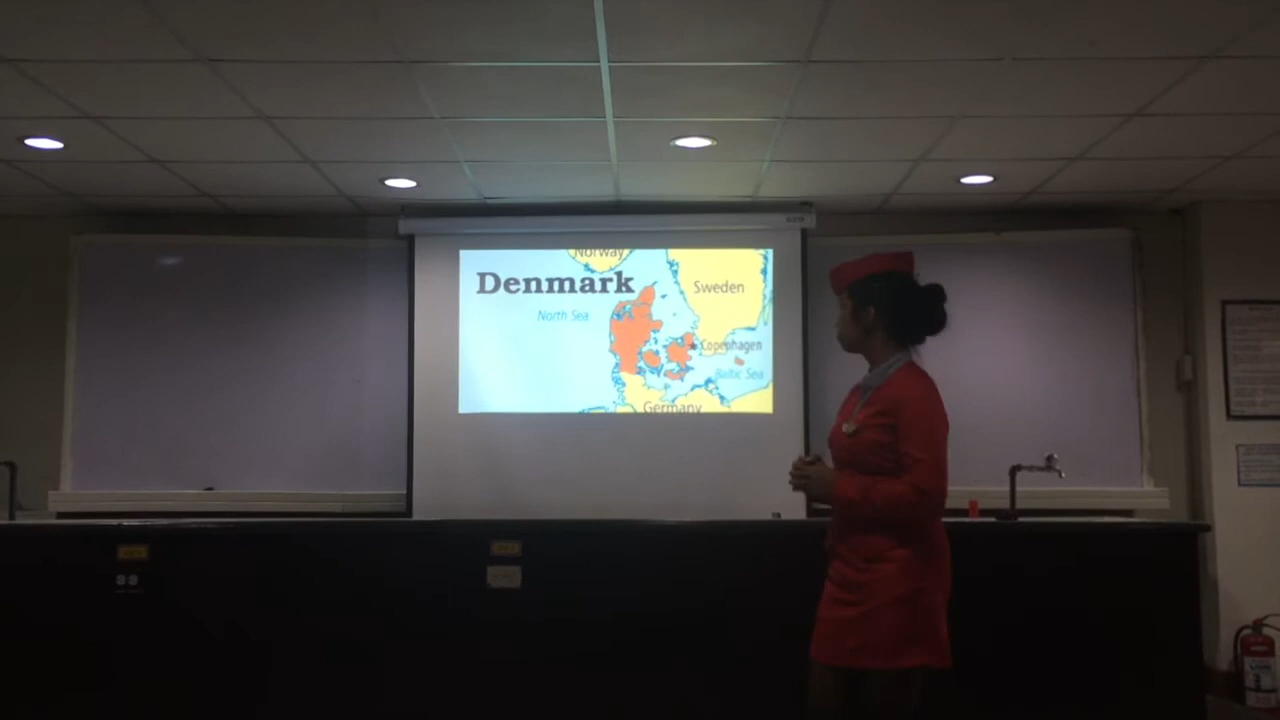 Norway
Denmark
Sweden
North Sea
Copenhagen
Baltic Sea
Germany